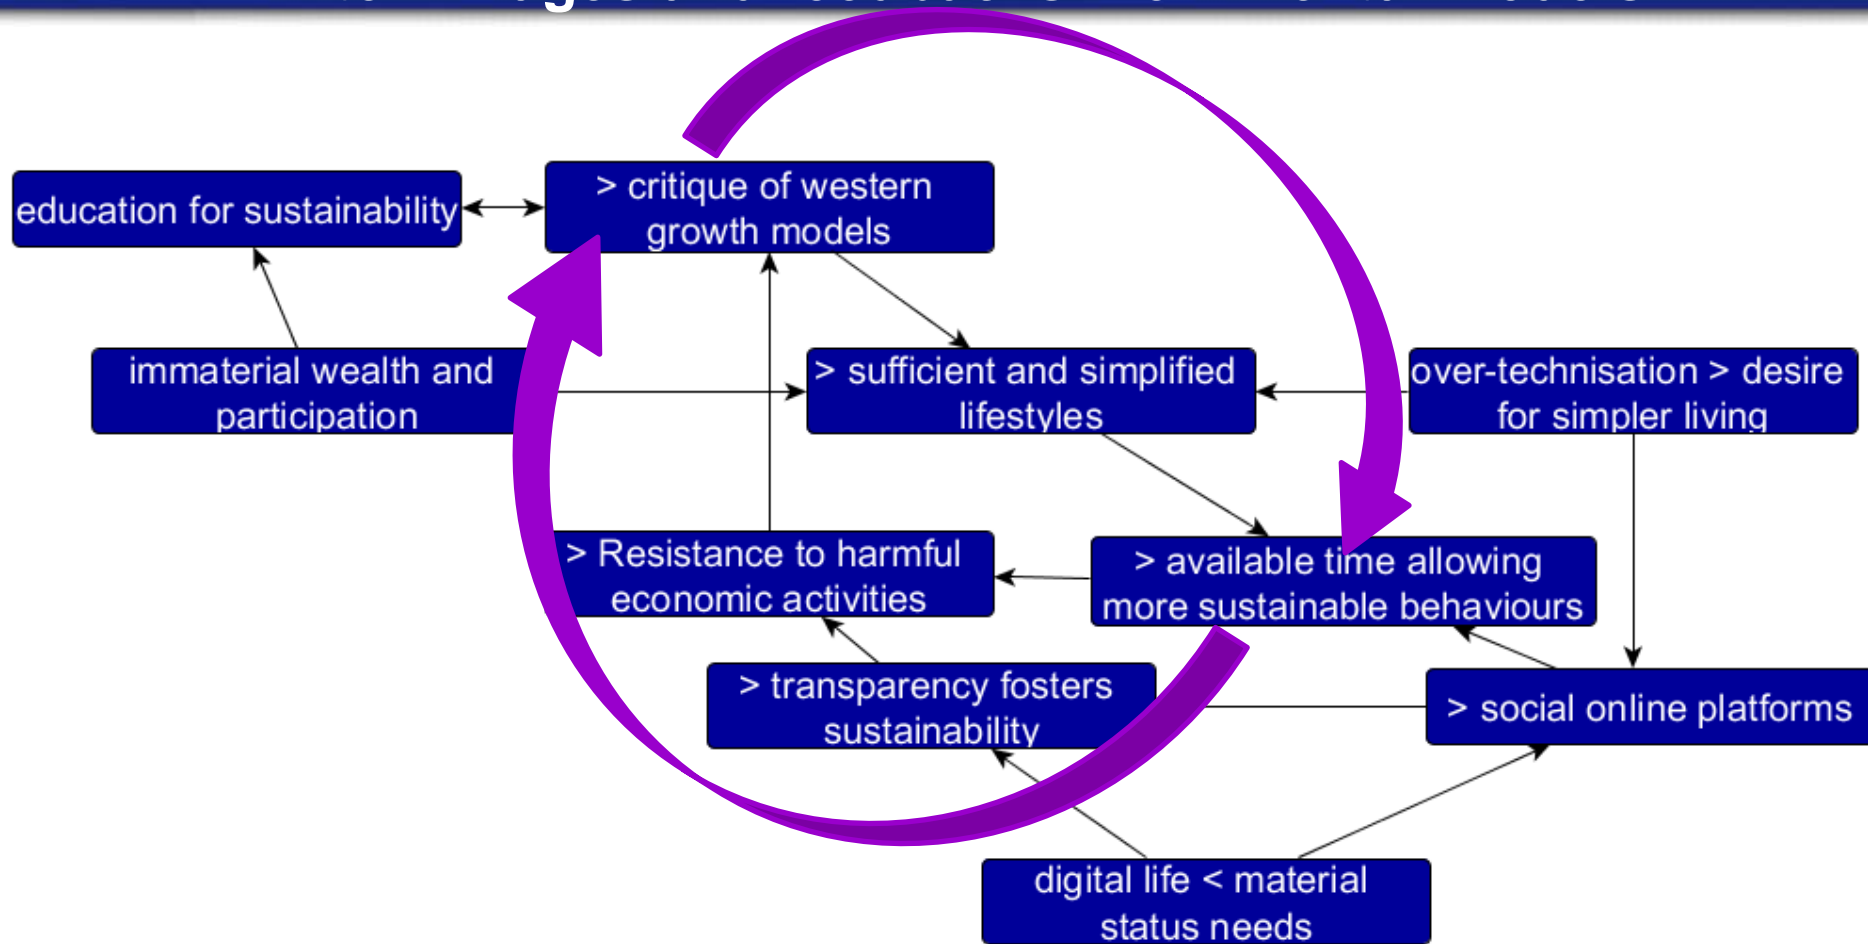 > critique of western
growth models
education for sustainability
immaterial wealth and
participation
> sufficient and simplified
lifestyles
over-technisation > desire
for simpler living
> Resistance to harmful
economic activities
> available time allowing
more sustainable behaviours
> transparency fosters
sustainability
> social online platforms
digital life < material
status needs